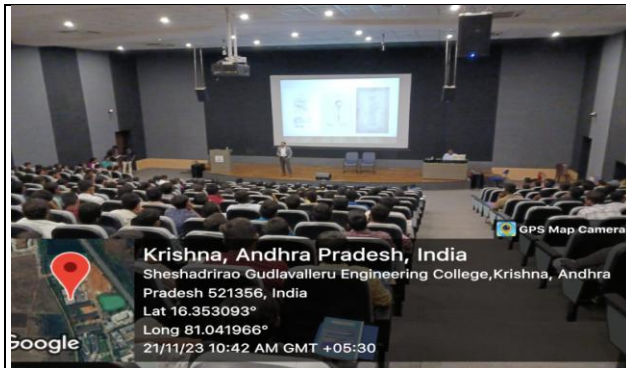 GPS Map Camera
Krishna, Andhra Pradesh, India
Sheshadrirao Gudlavalleru Engineering College,Krishna, Andhra
Pradesh 521356, India
Lat 16.353093°
Long 81.041966°
21/11/23 10:42 AM GMT +05:30
Google